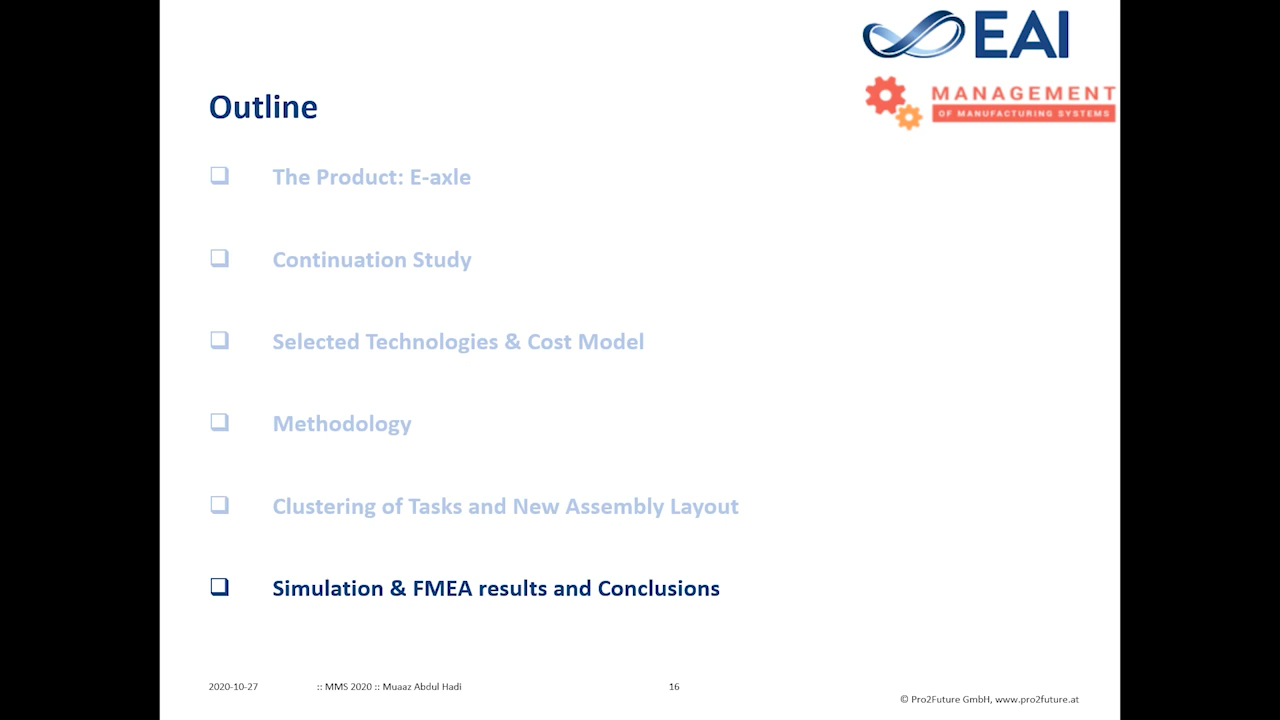 EAI
MANAGEMENT
OF MANUFACTURING SYSTEMS
Outline
The Product: E-axle
Continuation Study
Selected Technologies & Cost Model
Methodology
Clustering of Tasks and New Assembly Layout
Simulation & FMEA results and Conclusions
2020-10-27 :: MMS 2020 :: Muaaz Abdul Hadi 16
© Pro2Future GmbH, www.pro2future.at